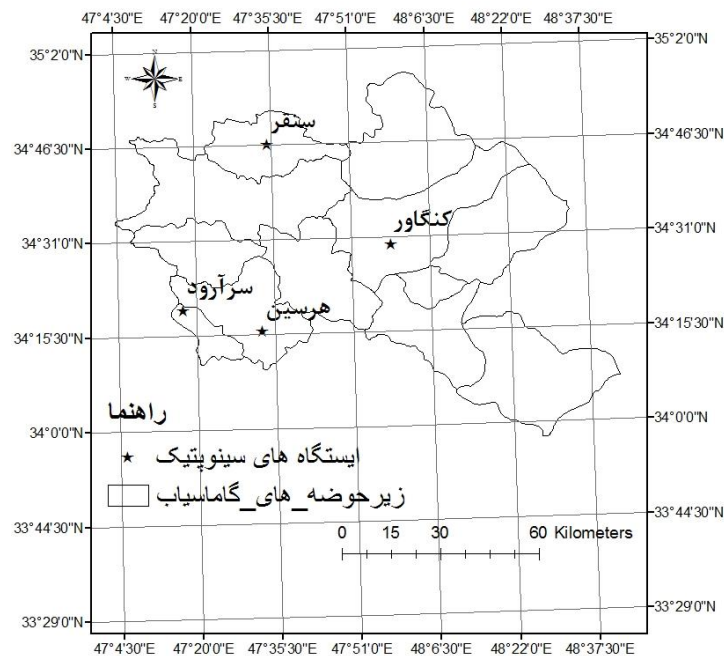 47°4'30"E 47°20'0"E 47°35'30"E 47°51'0"E 48°6'30"E 48°22'0"E 48°37'30"E
35°2'0"N
35°2'0"N
N
W E
S
سنقر
34°46'30"N
34°46'30"N
کنگاور
34°31'0"N
34°31'0"N
سرآرود
هرسین
34°15'30"N
34°15'30"N
راهنما
34°0'0"N
34°0'0"N
ایستگاه های سینوپتیک
زیرحوضه_های_گاماسیاب
33°44'30"N
33°44'30"N
0 15 30 60 Kilometers
33°29'0"N
33°29'0"N
47°4'30"E 47°20'0"E 47°35'30"E 47°51'0"E 48°6'30"E 48°22'0"E 48°37'30"E